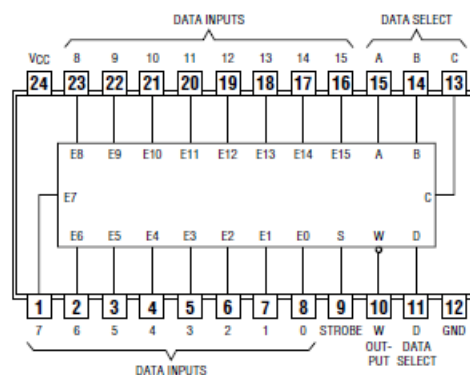 DATA INPUTS DATA SELECT
VCC 8 9 10 11 12 13 14 15 A B C
24 23 22 21 20 19 18 17 16 15 14 13
E8 E9 E10 E11 E12 E13 E14 E15 A B
E7 C
E6 E5 E4 E3 E2 E1 E0 S W D
1 2 3 4 5 6 7 8 9 10 11 12
7 6 5 4 3 2 1 0 STROBE W D GND
OUT- DATA
PUT SELECT
DATA INPUTS